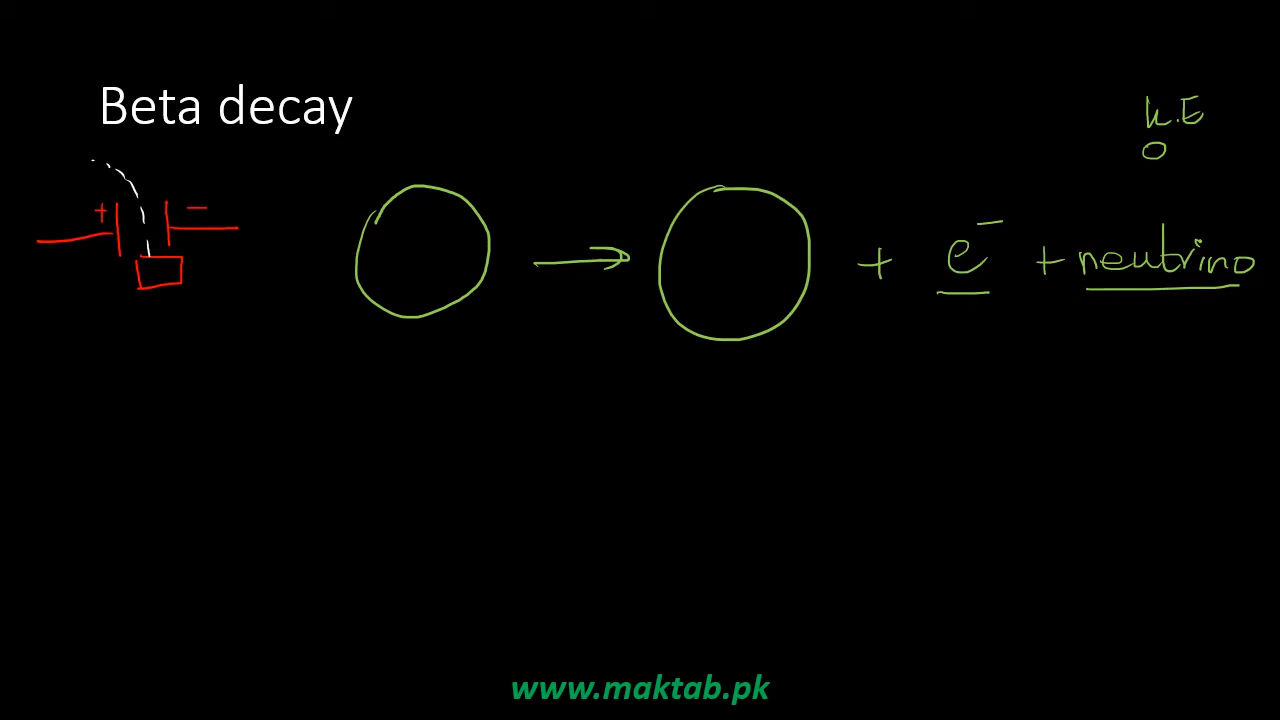 Beta decay
K.E
0
+ -
+ e⁻ + neutrino
www.maktab.pk